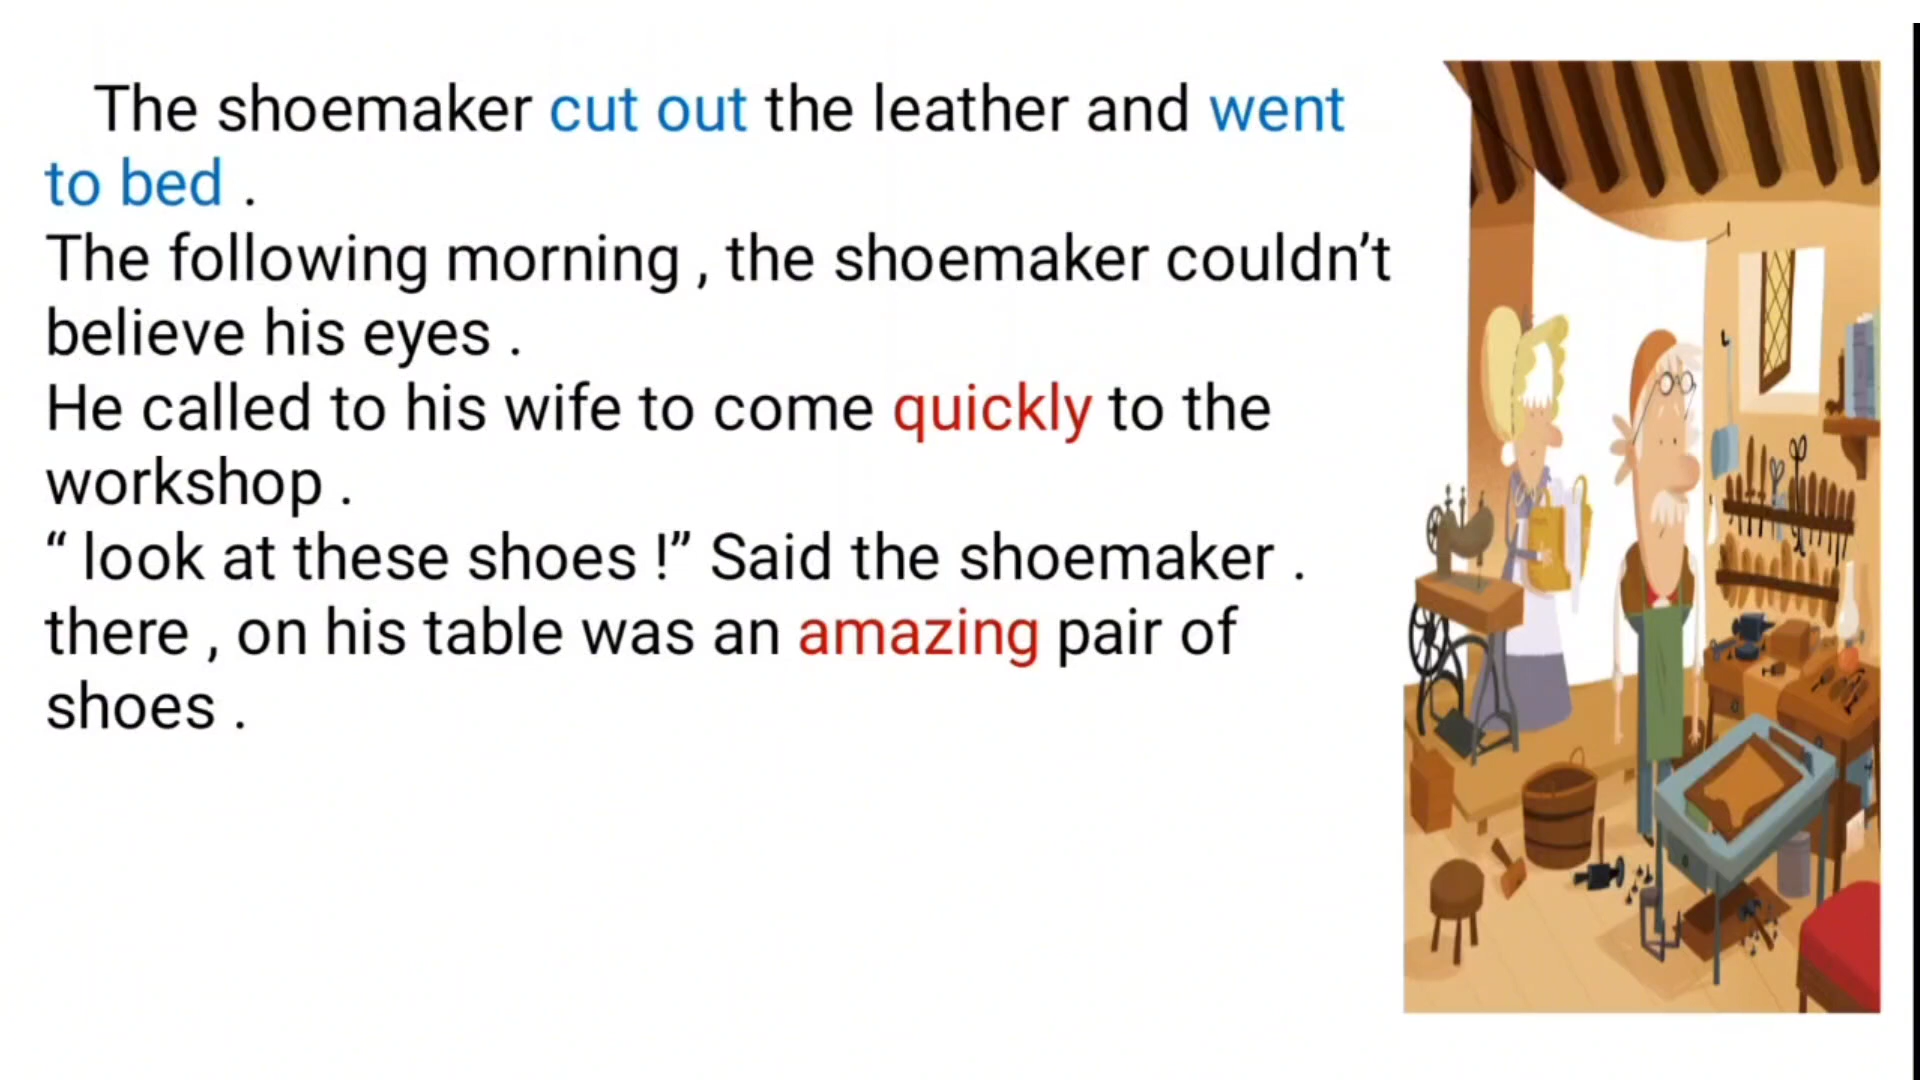 The shoemaker cut out the leather and went
to bed .
The following morning , the shoemaker couldn’t
believe his eyes .
He called to his wife to come quickly to the
workshop .
“ look at these shoes !” Said the shoemaker .
there , on his table was an amazing pair of
shoes .